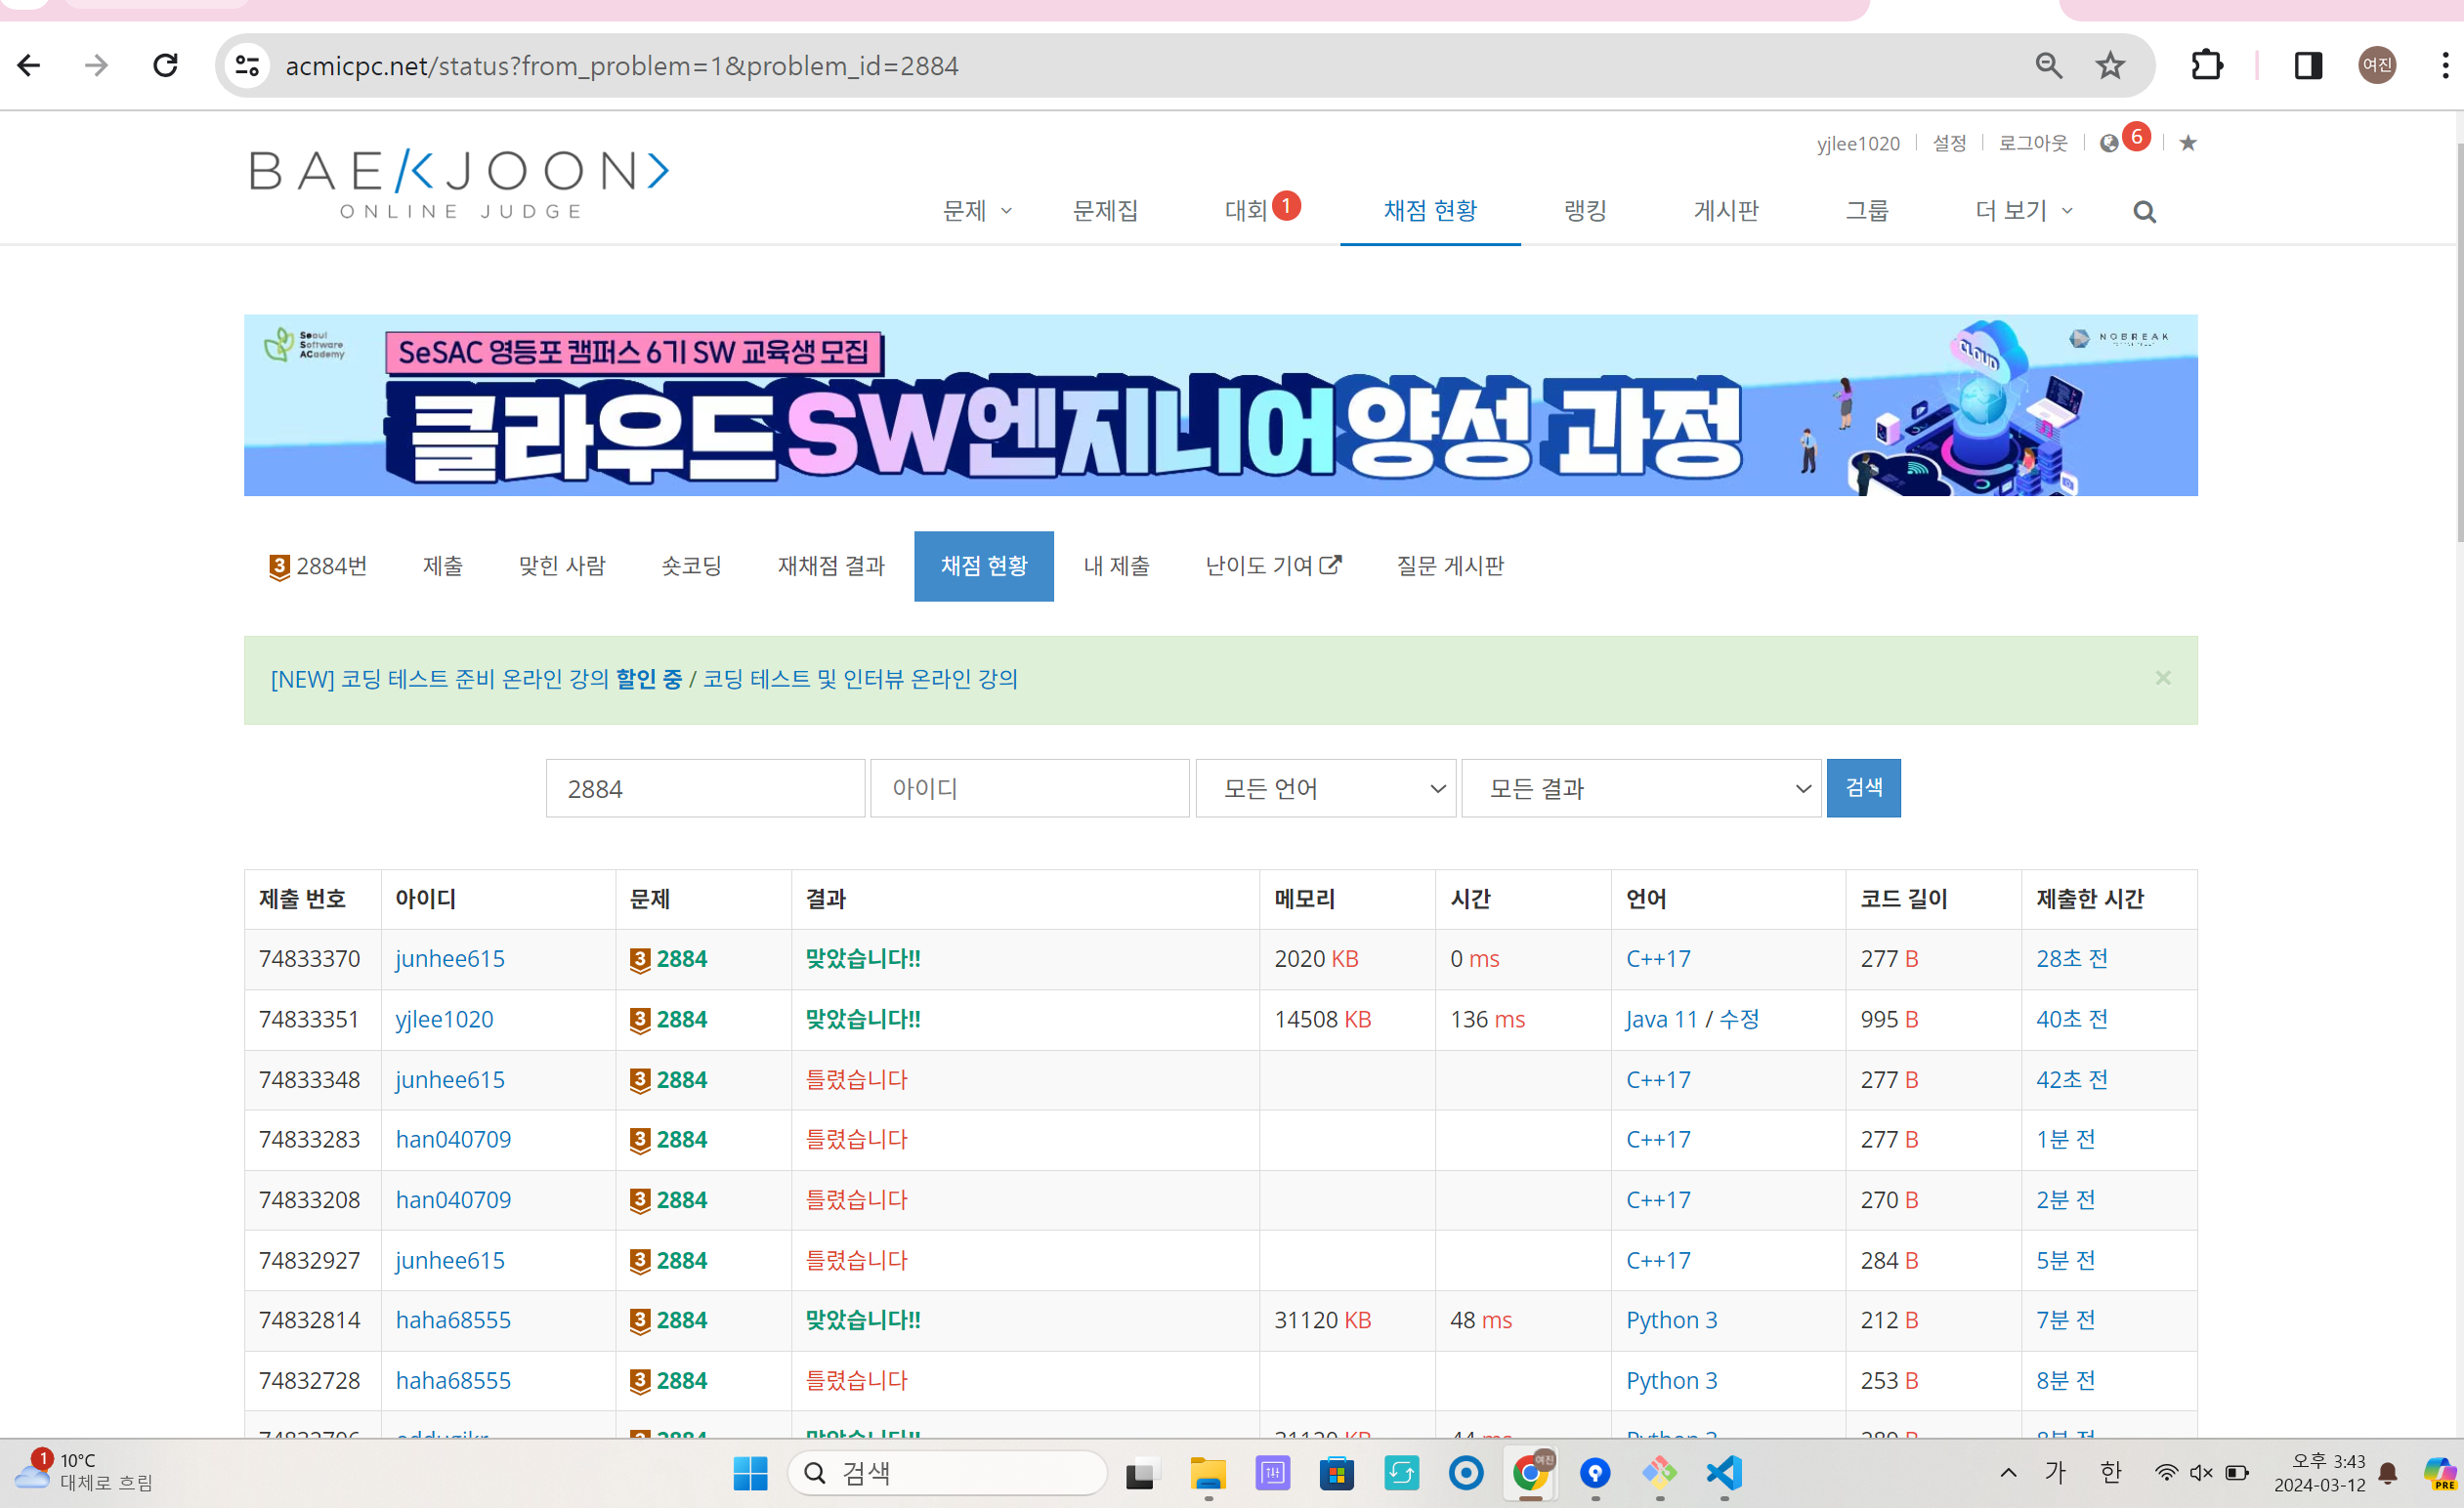 acmicpc.net/status?from_problem=1&problem_id=2884
여진
yjlee1020 설정 로그아웃 6
BAEKJOON
ONLINE JUDGE
문제 문제집 대회 1 채점 현황 랭킹 게시판 그룹 더 보기
Seoul
Software
ACademy
SeSAC 영등포 캠퍼스 6기 SW 교육생 모집
클라우드SW엔지니어 양성 과정
CLOUD
NOBREAK
3 2884번 제출 맞힌 사람 숏코딩 재채점 결과 채점 현황 내 제출 난이도 기여 질문 게시판
[NEW] 코딩 테스트 준비 온라인 강의 할인 중 / 코딩 테스트 및 인터뷰 온라인 강의 ×
2884 아이디 모든 언어 모든 결과 검색
제출 번호 아이디 문제 결과 메모리 시간 언어 코드 길이 제출한 시간
74833370 junhee615 3 2884 맞았습니다!! 2020 KB 0 ms C++17 277 B 28초 전
74833351 yjlee1020 3 2884 맞았습니다!! 14508 KB 136 ms Java 11 / 수정 995 B 40초 전
74833348 junhee615 3 2884 틀렸습니다 C++17 277 B 42초 전
74833283 han040709 3 2884 틀렸습니다 C++17 277 B 1분 전
74833208 han040709 3 2884 틀렸습니다 C++17 270 B 2분 전
74832927 junhee615 3 2884 틀렸습니다 C++17 284 B 5분 전
74832814 haha68555 3 2884 맞았습니다!! 31120 KB 48 ms Python 3 212 B 7분 전
74832728 haha68555 3 2884 틀렸습니다 Python 3 253 B 8분 전
1 10°C
대체로 흐림
검색
여진
가 한
오후 3:43
2024-03-12
PRE